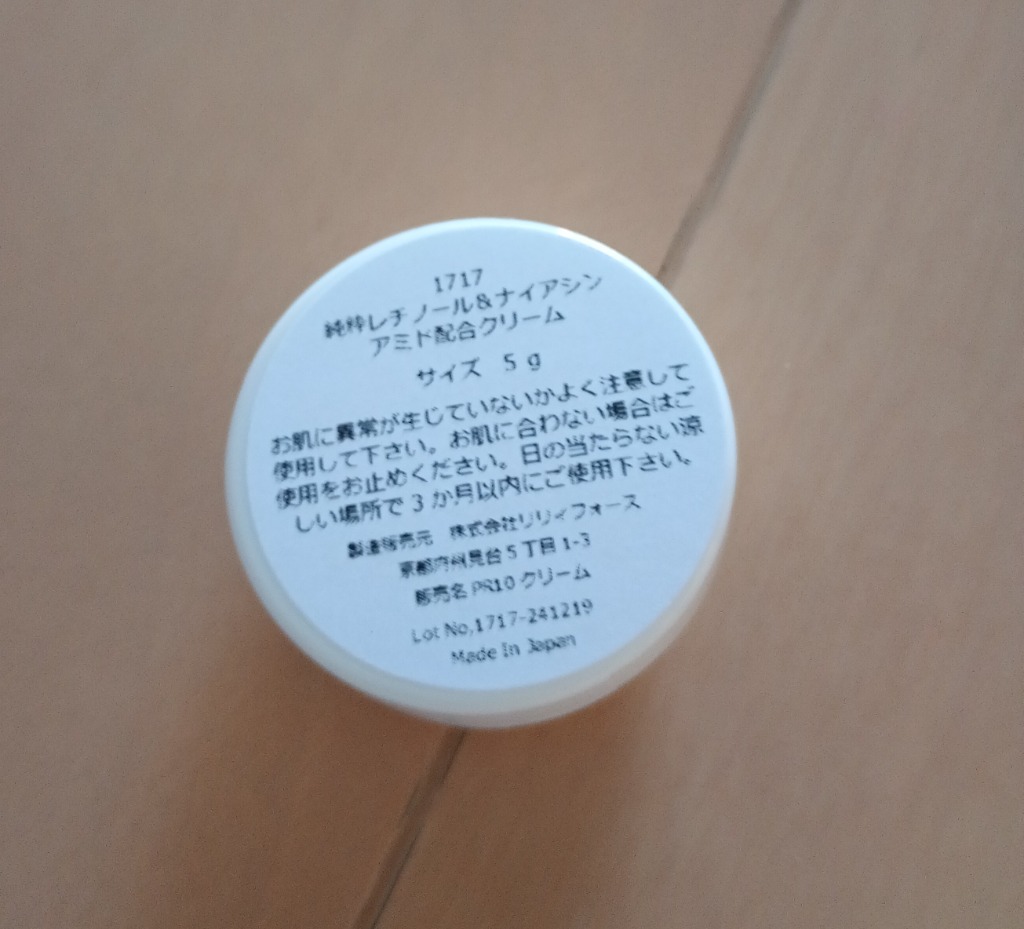 1717
純粋レチノール&ナイアシン
アミド配合クリーム
サイズ 5 g
お肌に異常が生じていないかよく注意して
使用して下さい。お肌に合わない場合はご
使用をお止めください。日の当たらない涼
しい場所で 3 か月以内にご使用下さい。
製造販売元 株式会社リリィフォース
京都府州見台 5 丁目 1-3
販売名 PR10 クリーム
Lot No,1717-241219
Made In Japan